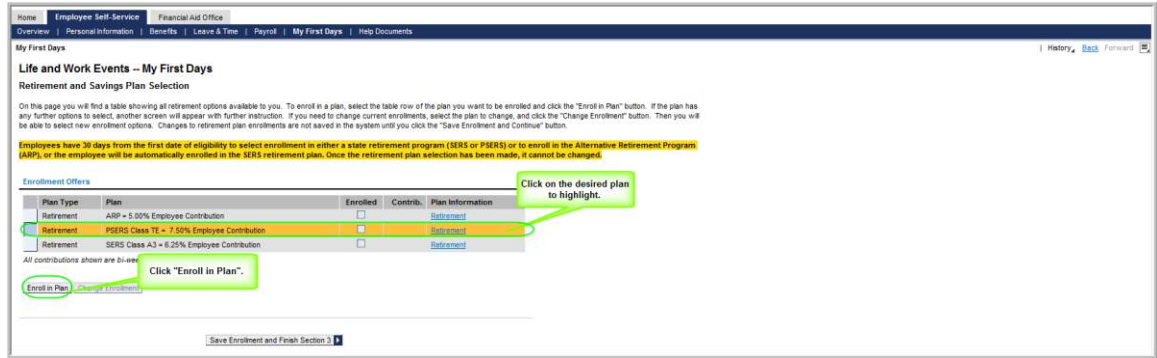 Home Employee Self-Service Financial Aid Office
Overview | Personal Information | Benefits | Leave & Time | Payroll | My First Days | Help Documents
My First Days | History Back Forward
Life and Work Events -- My First Days
Retirement and Savings Plan Selection
On this page you will find a table showing all retirement options available to you. To enroll in a plan, select the table row of the plan you want to be enrolled and click the "Enroll in Plan" button. If the plan has
any further options to select, another screen will appear with further instruction. If you need to change current enrollments, select the plan to change, and click the "Change Enrollment" button. Then you will
be able to select new enrollment options. Changes to retirement plan enrollments are not saved in the system until you click the "Save Enrollment and Continue" button.
Employees have 30 days from the first date of eligibility to select enrollment in either a state retirement program (SERS or PSERS) or to enroll in the Alternative Retirement Program
(ARP), or the employee will be automatically enrolled in the SERS retirement plan. Once the retirement plan selection has been made, it cannot be changed.
Enrollment Offers
Click on the desired plan
to highlight.
Plan Type Plan Enrolled Contrib. Plan Information
Retirement ARP = 5.00% Employee Contribution Retirement
Retirement PSERS Class TE = 7.50% Employee Contribution Retirement
Retirement SERS Class A3 = 6.25% Employee Contribution Retirement
All contributions shown are bi-wee
Click "Enroll in Plan".
Enroll in Plan Change Enrollment
Save Enrollment and Finish Section 3